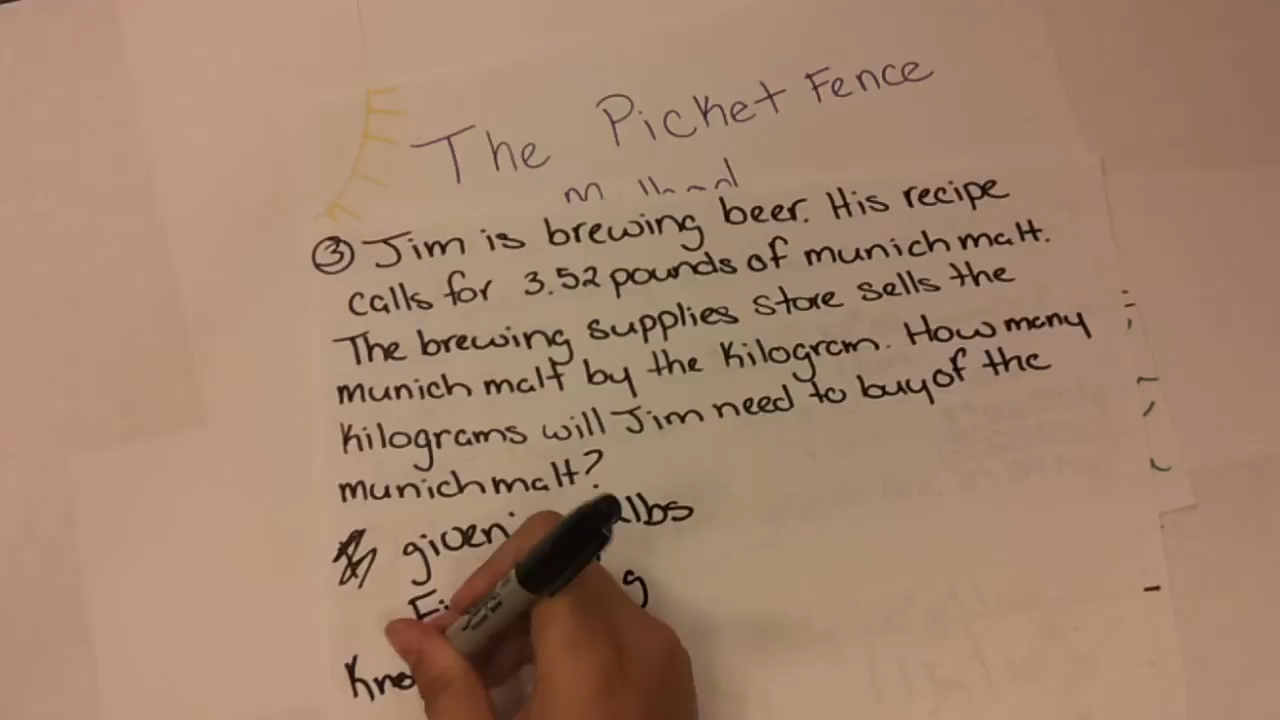 The Picket Fence
③ Jim is brewing beer. His recipe
calls for 3.52 pounds of munich malt.
The brewing supplies store sells the
munich malt by the Kilogram. How many
Kilograms will Jim need to buy of the
munich malt?
given: lbs